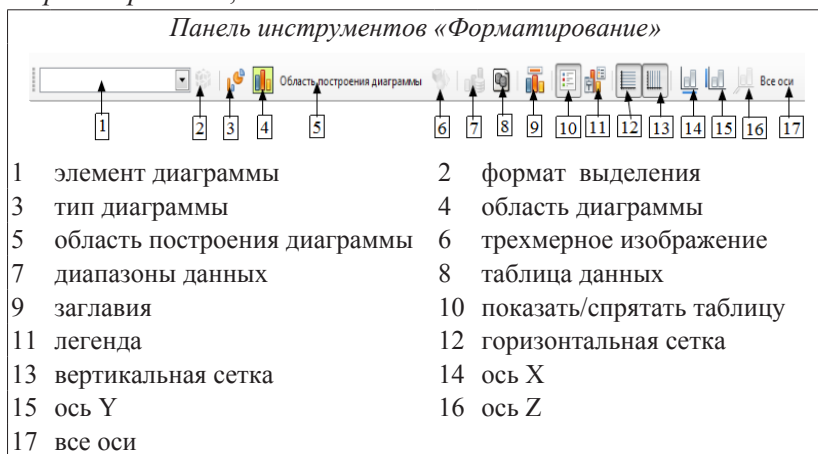 Панель инструментов «Форматирование»
Область построения диаграммы Все оси
1 2 3 4 5 6 7 8 9 10 11 12 13 14 15 16 17
1 элемент диаграммы 2 формат выделения
3 тип диаграммы 4 область диаграммы
5 область построения диаграммы 6 трехмерное изображение
7 диапазоны данных 8 таблица данных
9 заглавия 10 показать/спрятать таблицу
11 легенда 12 горизонтальная сетка
13 вертикальная сетка 14 ось X
15 ось Y 16 ось Z
17 все оси